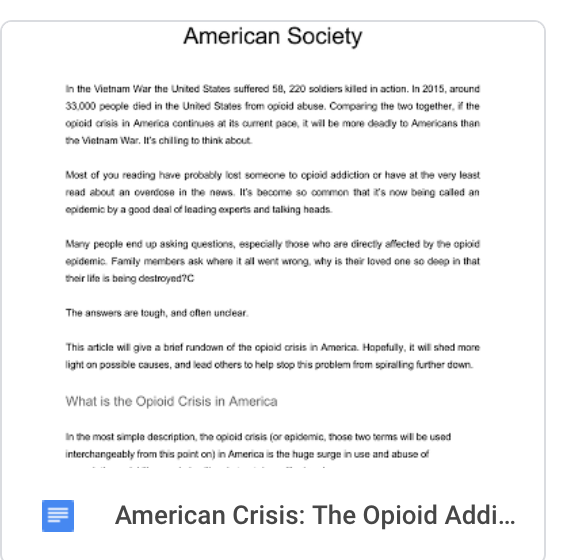 American Society
In the Vietnam War the United States suffered 58, 220 soldiers killed in action. In 2015, around
33,000 people died in the United States from opioid abuse. Comparing the two together, if the
opioid crisis in America continues at its current pace, it will be more deadly to Americans than
the Vietnam War. It's chilling to think about.
Most of you reading have probably lost someone to opioid addiction or have at the very least
read about an overdose in the news. It's become so common that it's now being called an
epidemic by a good deal of leading experts and talking heads.
Many people end up asking questions, especially those who are directly affected by the opioid
epidemic. Family members ask where it all went wrong, why is their loved one so deep in that
their life is being destroyed?C
The answers are tough, and often unclear.
This article will give a brief rundown of the opioid crisis in America. Hopefully, it will shed more
light on possible causes, and lead others to help stop this problem from spiralling further down.
What is the Opioid Crisis in America
In the most simple description, the opioid crisis (or epidemic, those two terms will be used
interchangeably from this point on) in America is the huge surge in use and abuse of
American Crisis: The Opioid Addi...